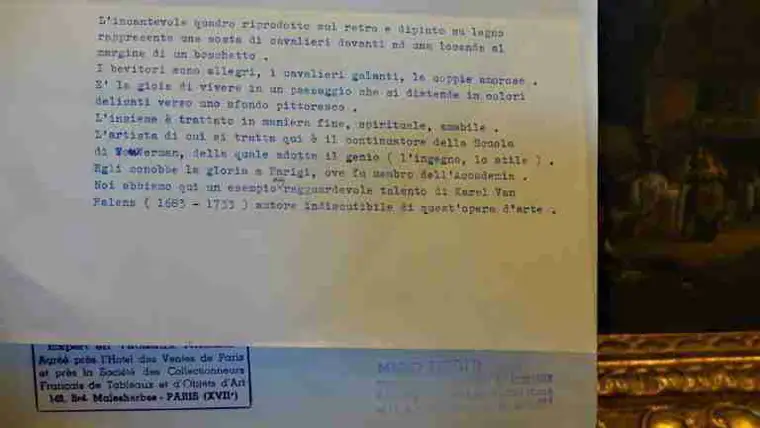 L'incantevole quadro riprodotto sul retro e dipinto su legno
rappresenta una sosta di cavalieri davanti ad una locanda al
margine di un boschetto .
I bevitori sono allegri, i cavalieri galanti, le coppie amorose .
E' la gioia di vivere in un paesaggio che si distende in colori
delicati verso uno sfondo pittoresco .
L'insieme è trattato in maniera fine, spirituale, amabile .
L'artista di cui si tratta qui è il continuatore della Scuola
di Wouwerman, della quale adotta il genio ( l'ingegno, lo stile ) .
Egli conobbe la gloria a Parigi, ove fu membro dell'Accademia .
Noi abbiamo qui un esempio ragguardevole talento di Karel Van
Falens ( 1683 - 1733 ) autore indiscutibile di quest'opera d'arte .
Expert en Tableaux
Agréé près l'Hotel des Ventes de Paris
et près la Société des Collectionneurs
Français de Tableaux et d'Objets d'Art
Bvd. Malesherbes - PARIS (XVIIe)